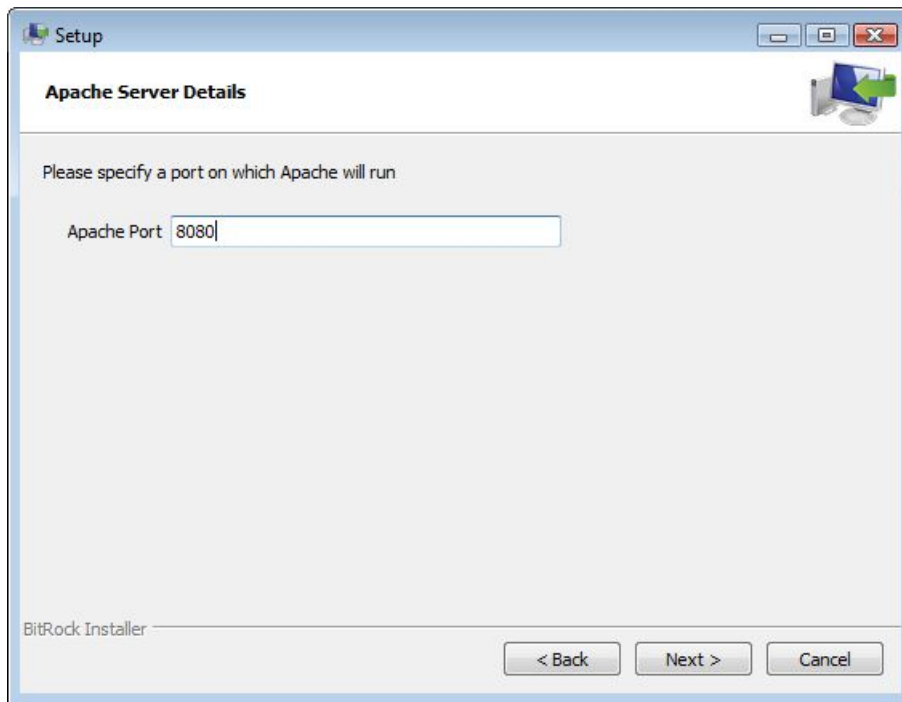 Setup
Apache Server Details
Please specify a port on which Apache will run
Apache Port 8080
BitRock Installer
< Back Next > Cancel